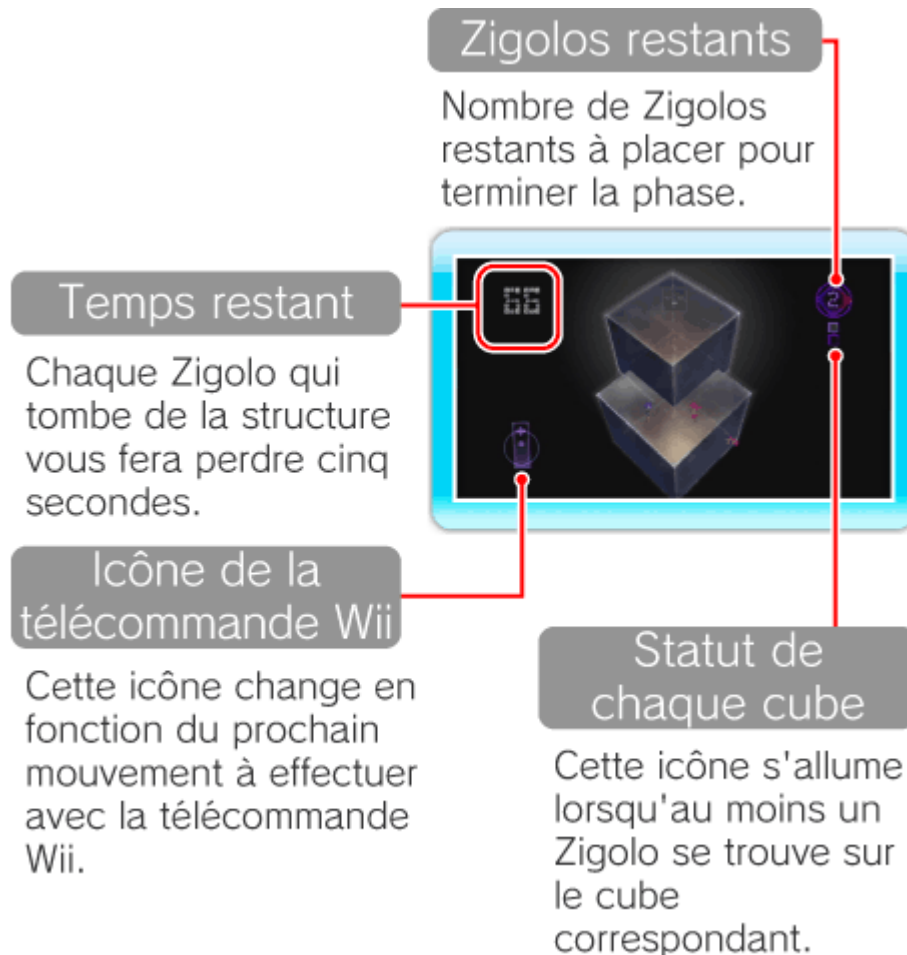 Zigolos restants
Nombre de Zigolos
restants à placer pour
terminer la phase.
Temps restant
Chaque Zigolo qui
tombe de la structure
vous fera perdre cinq
secondes.
2
Icône de la
télécommande Wii
Cette icône change en
fonction du prochain
mouvement à effectuer
avec la télécommande
Wii.
Statut de
chaque cube
Cette icône s'allume
lorsqu'au moins un
Zigolo se trouve sur
le cube
correspondant.